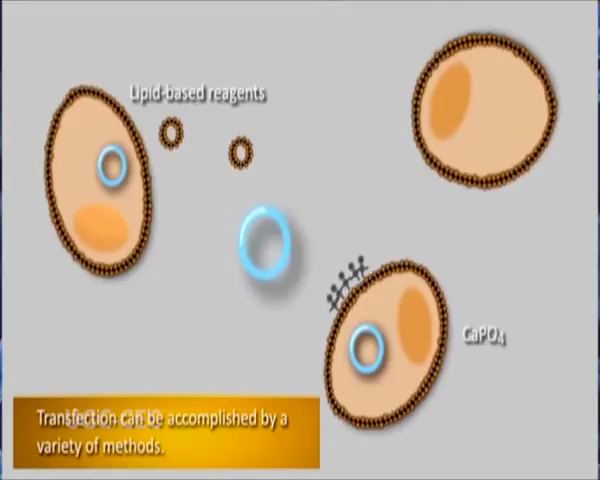 Lipid-based reagents
CaPO4
Transfection can be accomplished by a
variety of methods.